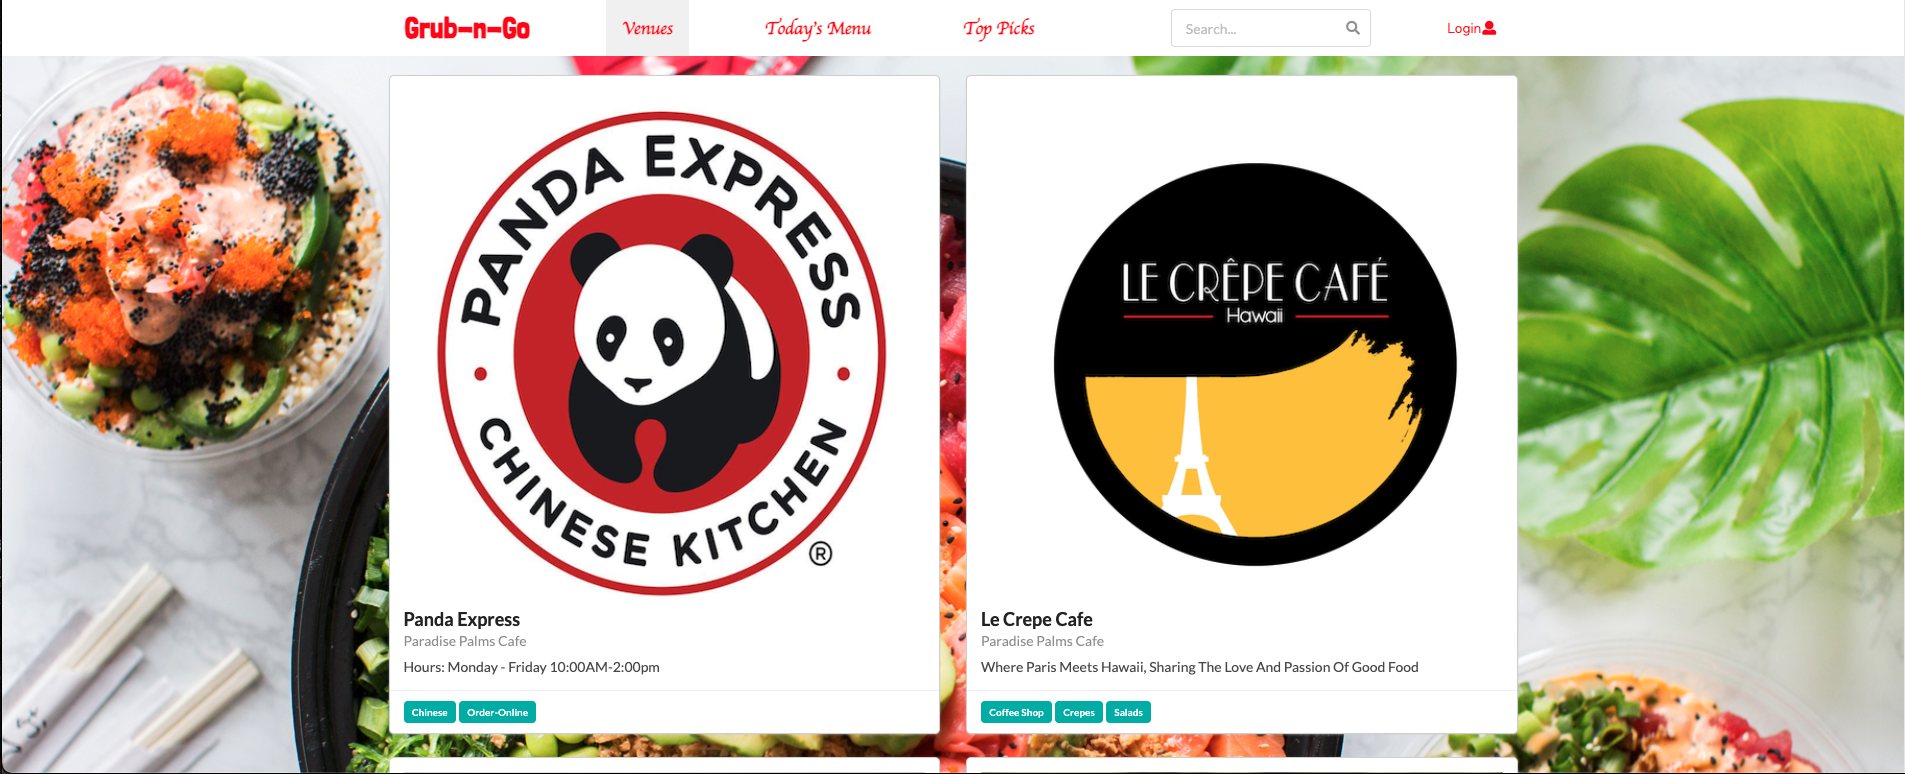 Grub-n-Go
Venues
Today's Menu
Top Picks
Search...
Login
PANDA EXPRESS
CHINESE KITCHEN
®
Panda Express
Paradise Palms Cafe
Hours: Monday - Friday 10:00AM-2:00pm
Chinese
Order-Online
LE CRÊPE CAFÉ
Hawaii
Le Crepe Cafe
Paradise Palms Cafe
Where Paris Meets Hawaii, Sharing The Love And Passion Of Good Food
Coffee Shop
Crepes
Salads